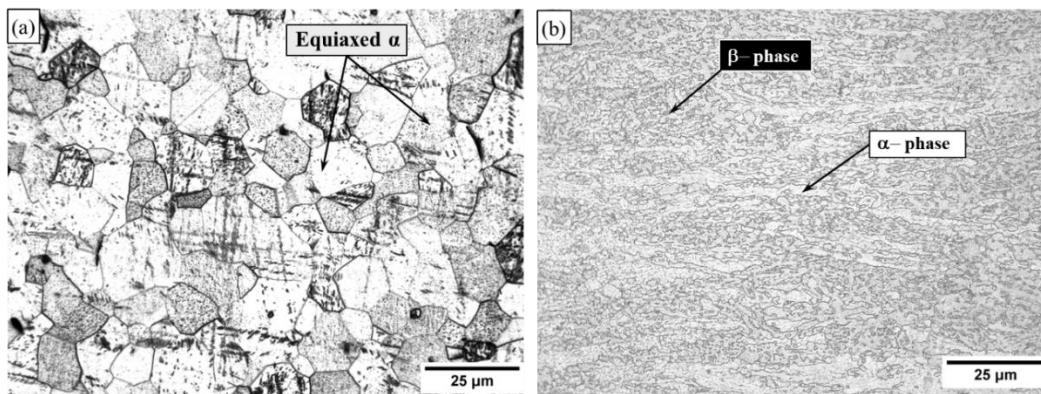 (a)
Equiaxed α
25 μm
(b)
β– phase
α– phase
25 μm